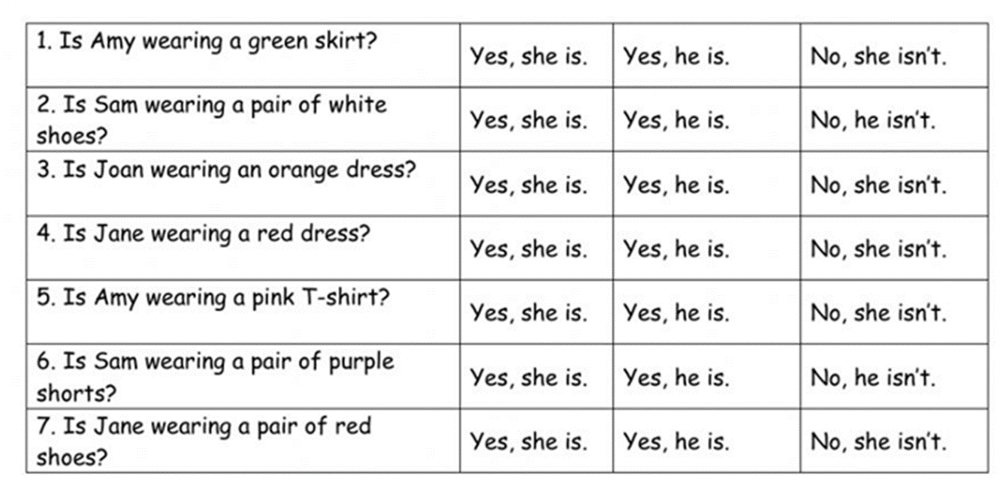 1. Is Amy wearing a green skirt?
Yes, she is. Yes, he is. No, she isn't.
2. Is Sam wearing a pair of white
shoes?
Yes, she is. Yes, he is. No, he isn't.
3. Is Joan wearing an orange dress?
Yes, she is. Yes, he is. No, she isn't.
4. Is Jane wearing a red dress?
Yes, she is. Yes, he is. No, she isn't.
5. Is Amy wearing a pink T-shirt?
Yes, she is. Yes, he is. No, she isn't.
6. Is Sam wearing a pair of purple
shorts?
Yes, she is. Yes, he is. No, he isn't.
7. Is Jane wearing a pair of red
shoes?
Yes, she is. Yes, he is. No, she isn't.